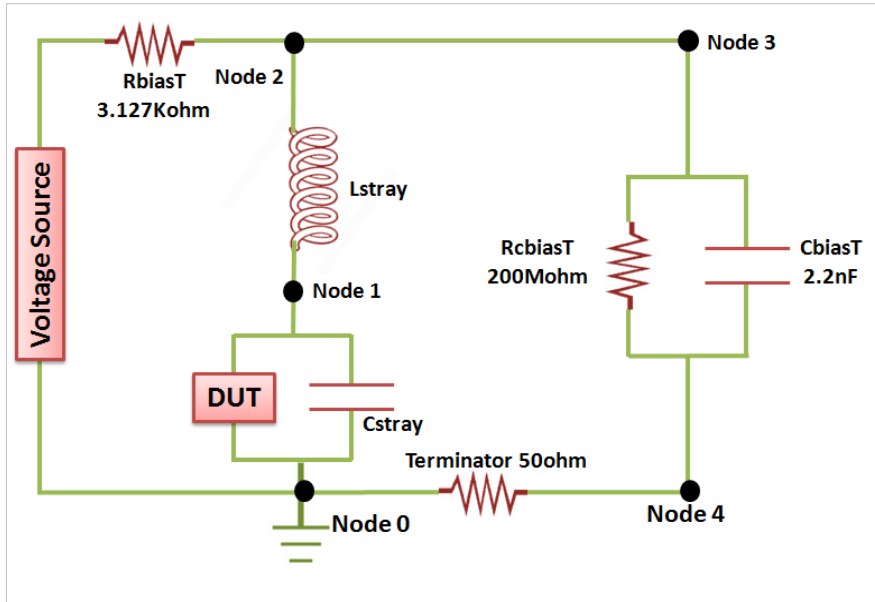 Node 3
Node 2
RbiasT
3.127Kohm
Voltage Source
Lstray
Node 1
RcbiasT
200Mohm
CbiasT
2.2nF
DUT
Cstray
Terminator 50ohm
Node 0
Node 4